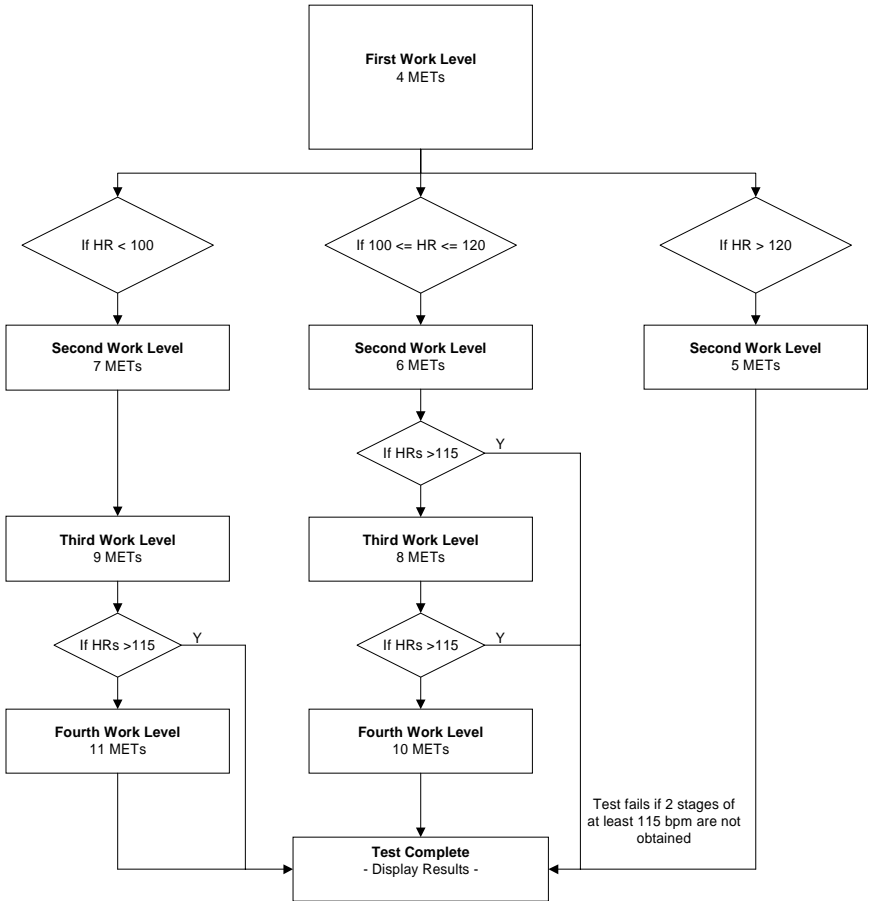 First Work Level
4 METs
If HR < 100
If 100 <= HR <= 120
If HR > 120
Second Work Level
7 METs
Second Work Level
6 METs
Second Work Level
5 METs
If HRs >115
Y
Third Work Level
9 METs
Third Work Level
8 METs
If HRs >115
Y
If HRs >115
Y
Fourth Work Level
11 METs
Fourth Work Level
10 METs
Test fails if 2 stages of
at least 115 bpm are not
obtained
Test Complete
- Display Results -